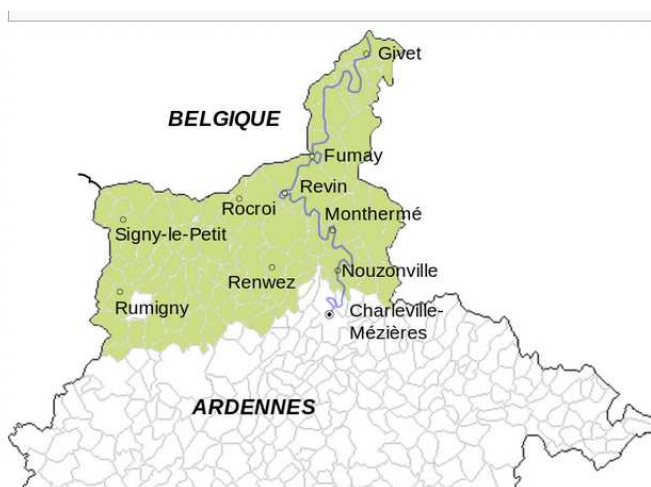 Givet
BELGIQUE
Fumay
Revin
Rocroi
Monthermé
Signy-le-Petit
Renwez
Nouzonville
Rumigny
Charleville-
Mézières
ARDENNES